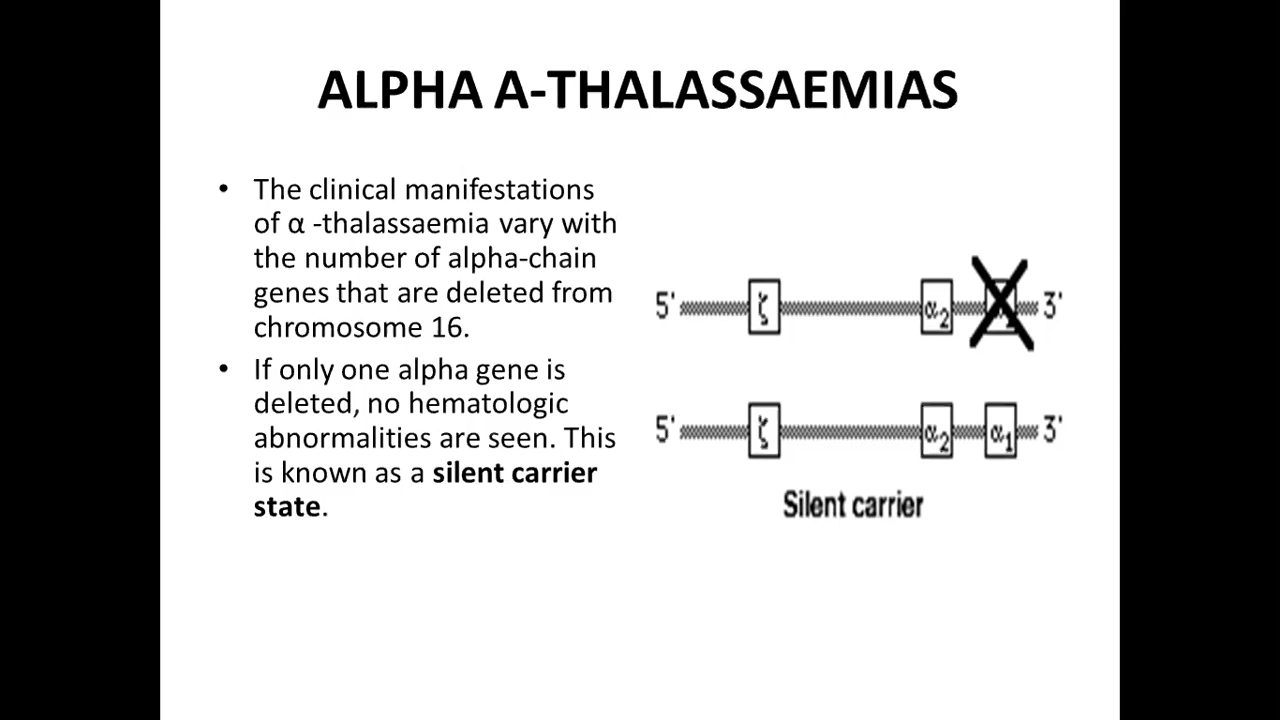 ALPHA A-THALASSAEMIAS
• The clinical manifestations
of α -thalassaemia vary with
the number of alpha-chain
genes that are deleted from
chromosome 16.
• If only one alpha gene is
deleted, no hematologic
abnormalities are seen. This
is known as a silent carrier
state.
5' ζ α2 3'
5' ζ α2 α1 3'
Silent carrier